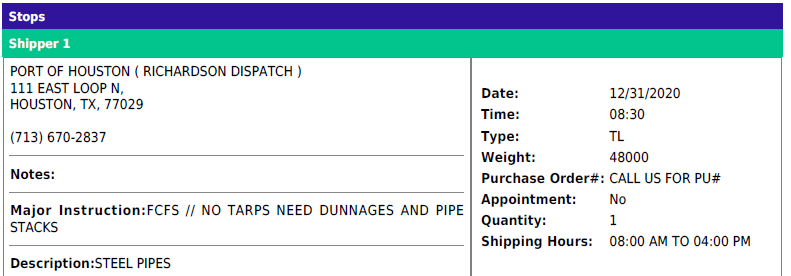 Stops
Shipper 1
PORT OF HOUSTON ( RICHARDSON DISPATCH )
111 EAST LOOP N,
HOUSTON, TX, 77029
(713) 670-2837
Notes:
Major Instruction:FCFS // NO TARPS NEED DUNNAGES AND PIPE
STACKS
Description:STEEL PIPES
Date: 12/31/2020
Time: 08:30
Type: TL
Weight: 48000
Purchase Order#: CALL US FOR PU#
Appointment: No
Quantity: 1
Shipping Hours: 08:00 AM TO 04:00 PM